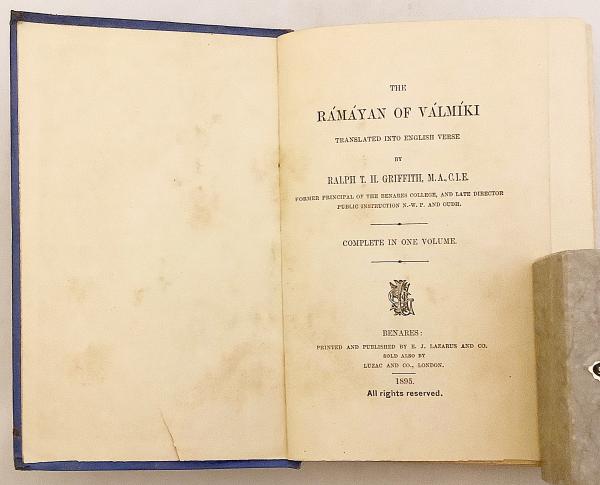 THE
RÁMÁYAN OF VÁLMÍKI
TRANSLATED INTO ENGLISH VERSE
BY
RALPH T. H. GRIFFITH, M.A., C.I.E.
FORMER PRINCIPAL OF THE BENARES COLLEGE, AND LATE DIRECTOR
PUBLIC INSTRUCTION N.-W. P. AND OUDH.
COMPLETE IN ONE VOLUME.
BENARES:
PRINTED AND PUBLISHED BY E. J. LAZARUS AND CO.
SOLD ALSO BY
LUZAC AND CO., LONDON.
1895.
All rights reserved.